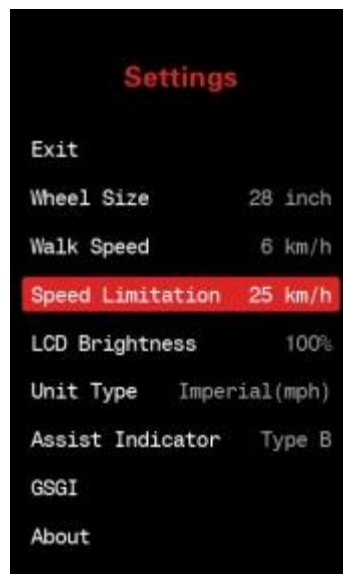 Settings
Exit
Wheel Size 28 inch
Walk Speed 6 km/h
Speed Limitation 25 km/h
LCD Brightness 100%
Unit Type Imperial(mph)
Assist Indicator Type B
GSGI
About